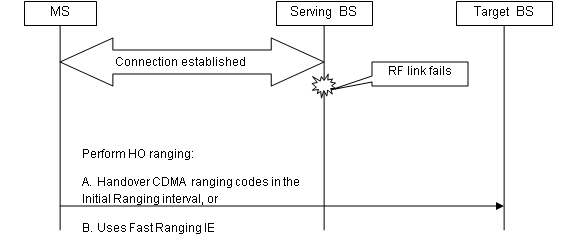 MS
Serving BS
Target BS
Connection established
RF link fails
Perform HO ranging:
A. Handover CDMA ranging codes in the
Initial Ranging interval, or
B. Uses Fast Ranging IE